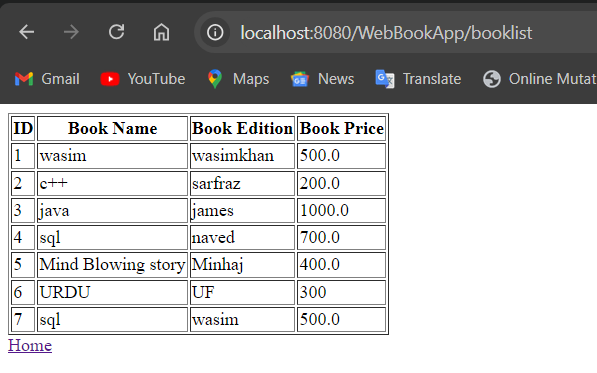 localhost:8080/WebBookApp/booklist
Gmail YouTube Maps News Translate Online Mutat
ID Book Name Book Edition Book Price
1 wasim wasimkhan 500.0
2 c++ sarfraz 200.0
3 java james 1000.0
4 sql naved 700.0
5 Mind Blowing story Minhaj 400.0
6 URDU UF 300
7 sql wasim 500.0
Home